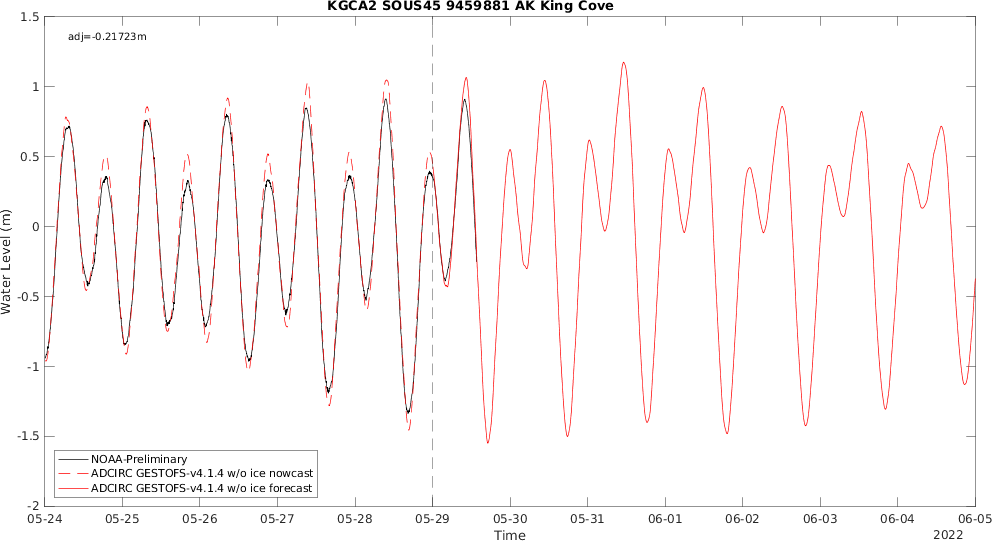 KGCA2 SOUS45 9459881 AK King Cove
adj=-0.21723m
1.5
1
0.5
0
-0.5
-1
-1.5
-2
Water Level (m)
NOAA-Preliminary
ADCIRC GESTOFS-v4.1.4 w/o ice nowcast
ADCIRC GESTOFS-v4.1.4 w/o ice forecast
05-24 05-25 05-26 05-27 05-28 05-29 05-30 05-31 06-01 06-02 06-03 06-04 06-05
Time
2022